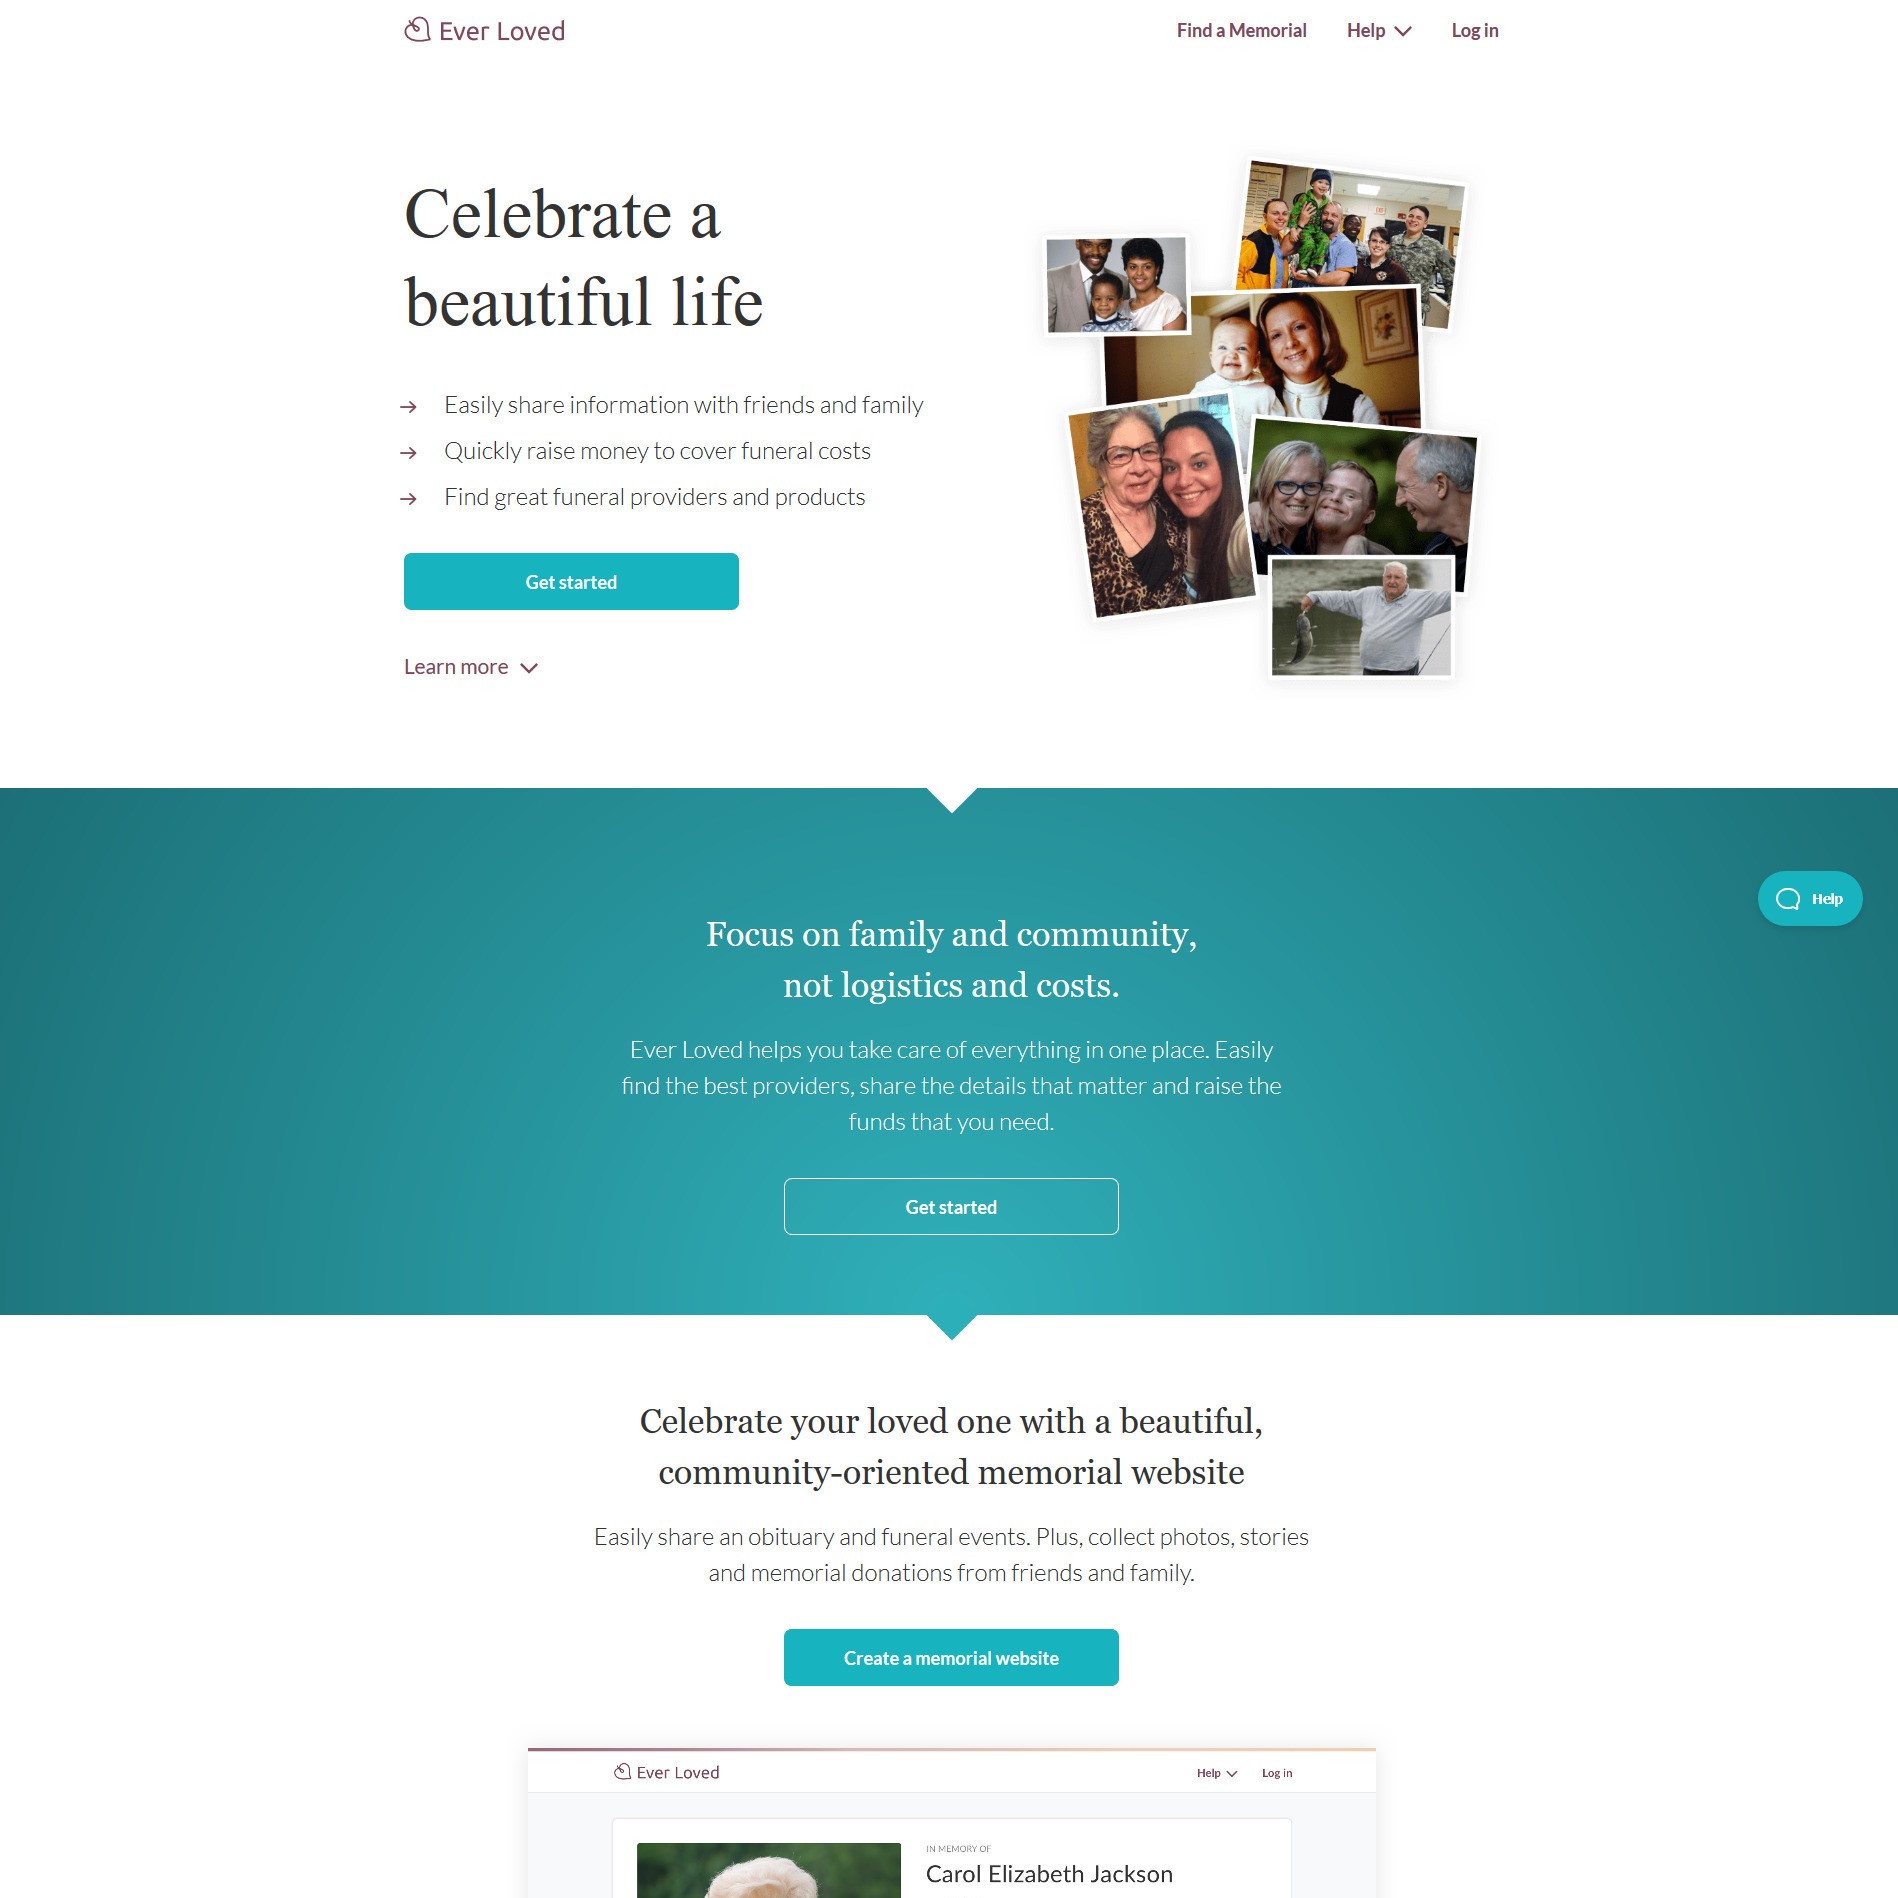 Ever Loved
Find a Memorial
Help
Log in
Celebrate a
beautiful life
Easily share information with friends and family
Quickly raise money to cover funeral costs
Find great funeral providers and products
Get started
Learn more
Help
Focus on family and community,
not logistics and costs.
Ever Loved helps you take care of everything in one place. Easily
find the best providers, share the details that matter and raise the
funds that you need.
Get started
Celebrate your loved one with a beautiful,
community-oriented memorial website
Easily share an obituary and funeral events. Plus, collect photos, stories
and memorial donations from friends and family.
Create a memorial website
Ever Loved
Help
Log in
IN MEMORY OF
Carol Elizabeth Jackson